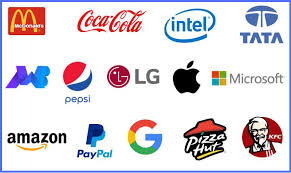 McDonald's
Coca-Cola
intel
TATA
pepsi
LG
Microsoft
amazon
PayPal
Pizza
Hut
KFC